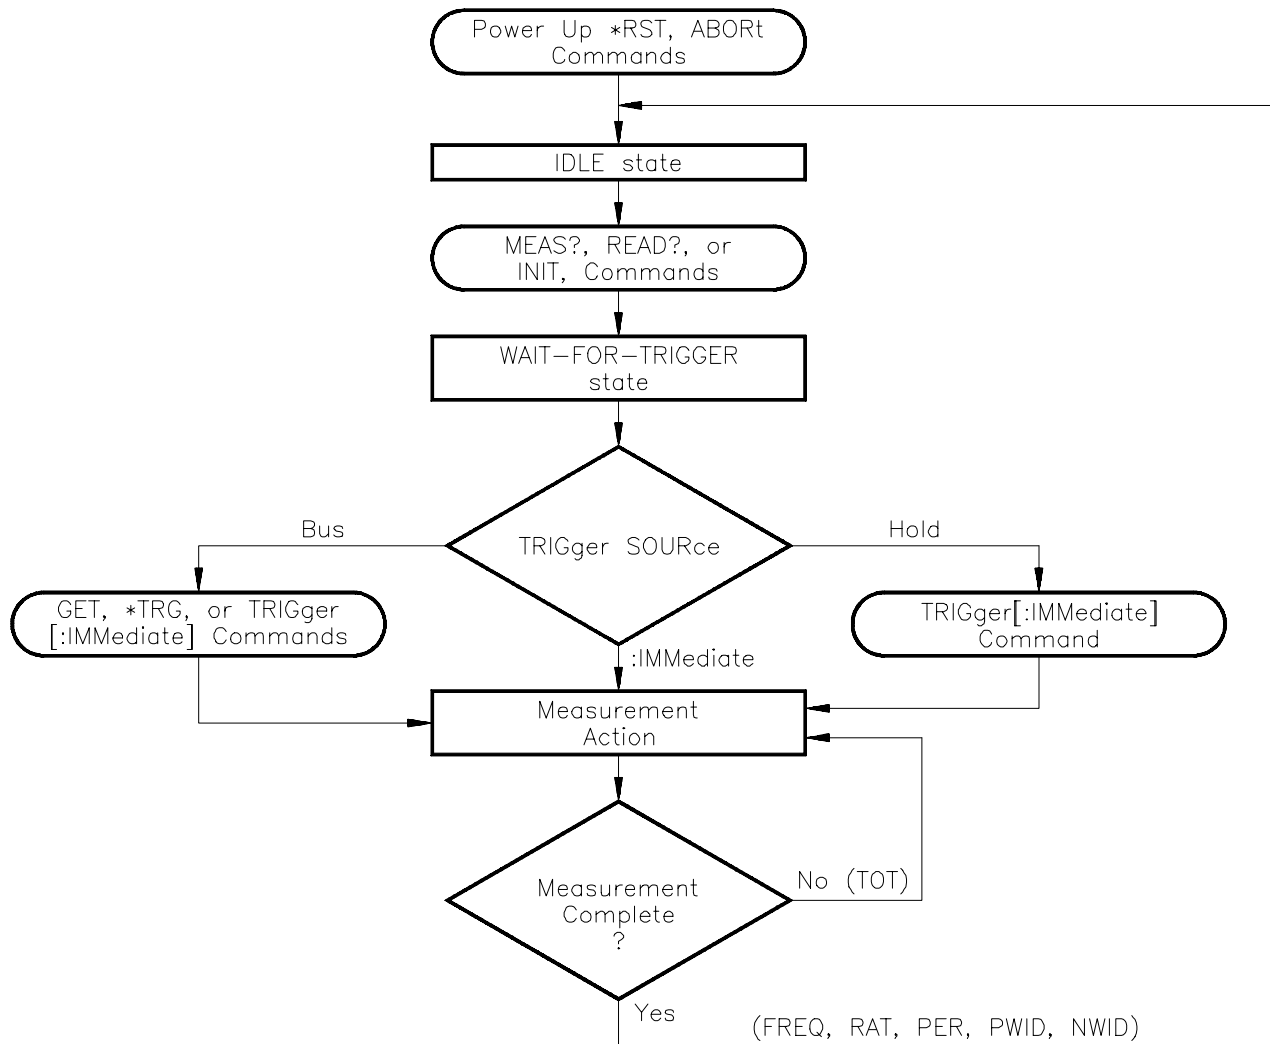 Power Up *RST, ABORt
Commands
IDLE state
MEAS?, READ?, or
INIT, Commands
WAIT-FOR-TRIGGER
state
Bus
TRIGger SOURce
Hold
GET, *TRG, or TRIGger
[:IMMediate] Commands
TRIGger[:IMMediate]
Command
:IMMediate
Measurement
Action
No (TOT)
Measurement
Complete
?
Yes
(FREQ, RAT, PER, PWID, NWID)